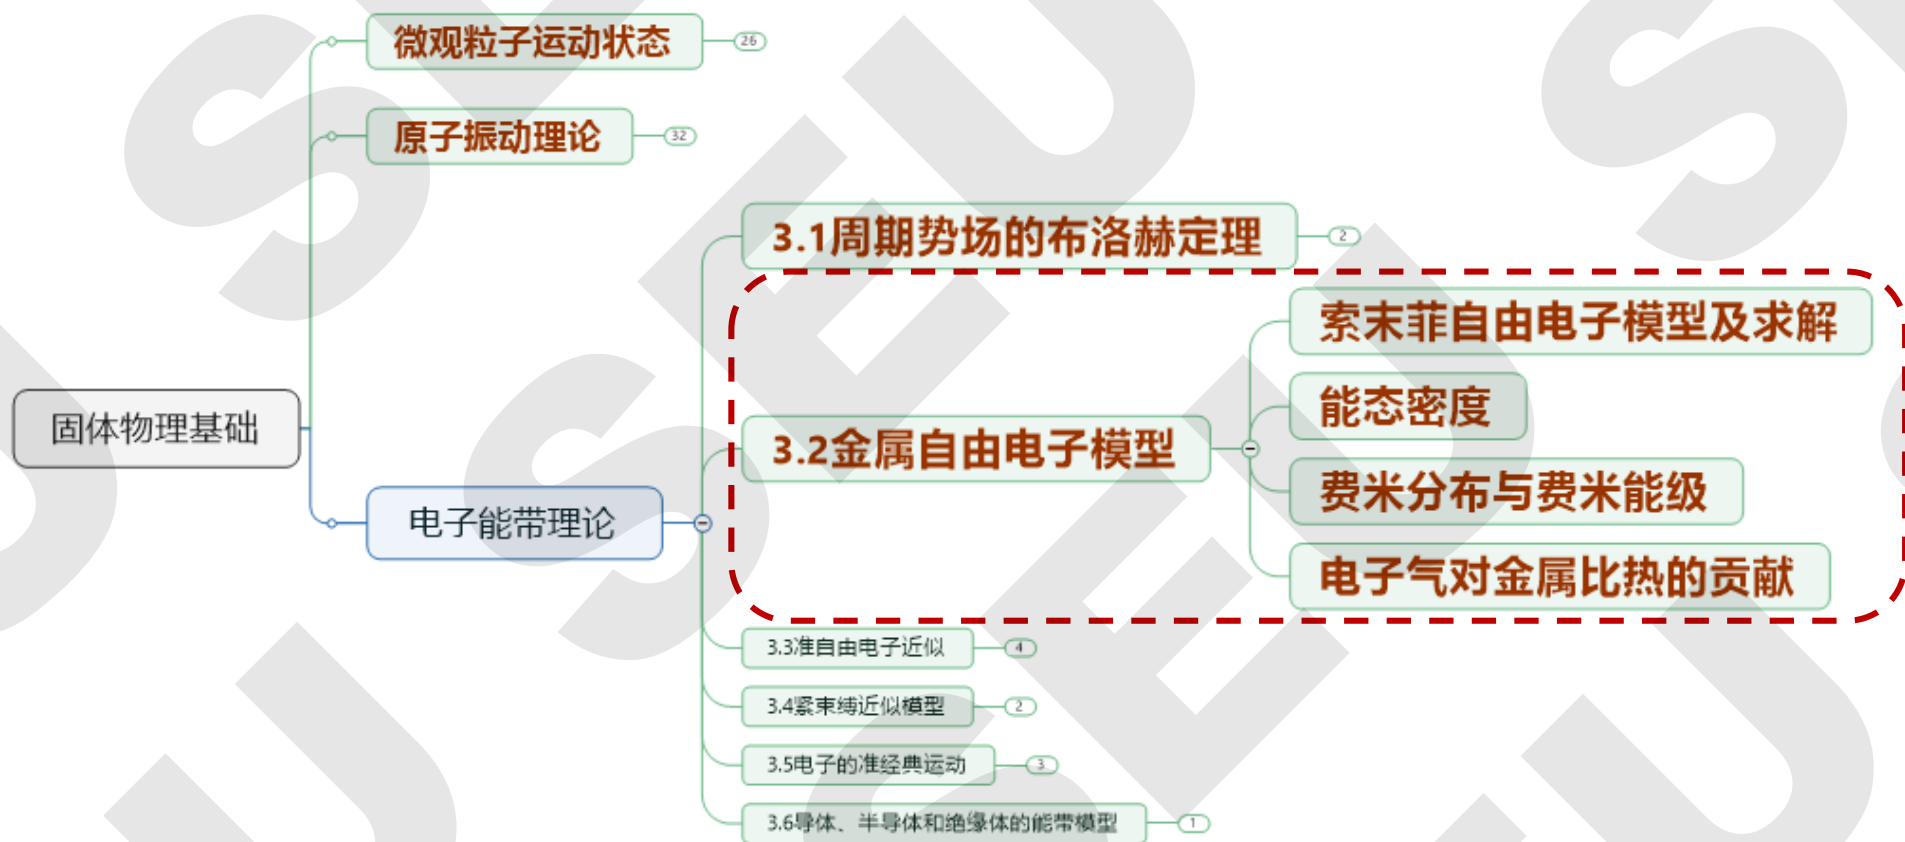 微观粒子运动状态
26
原子振动理论
32
3.1周期势场的布洛赫定理
2
索末菲自由电子模型及求解
能态密度
固体物理基础
3.2金属自由电子模型
费米分布与费米能级
电子能带理论
电子气对金属比热的贡献
3.3准自由电子近似
4
3.4紧束缚近似模型
2
3.5电子的准经典运动
3
3.6导体、半导体和绝缘体的能带模型
1
SEU
SEU
SEU